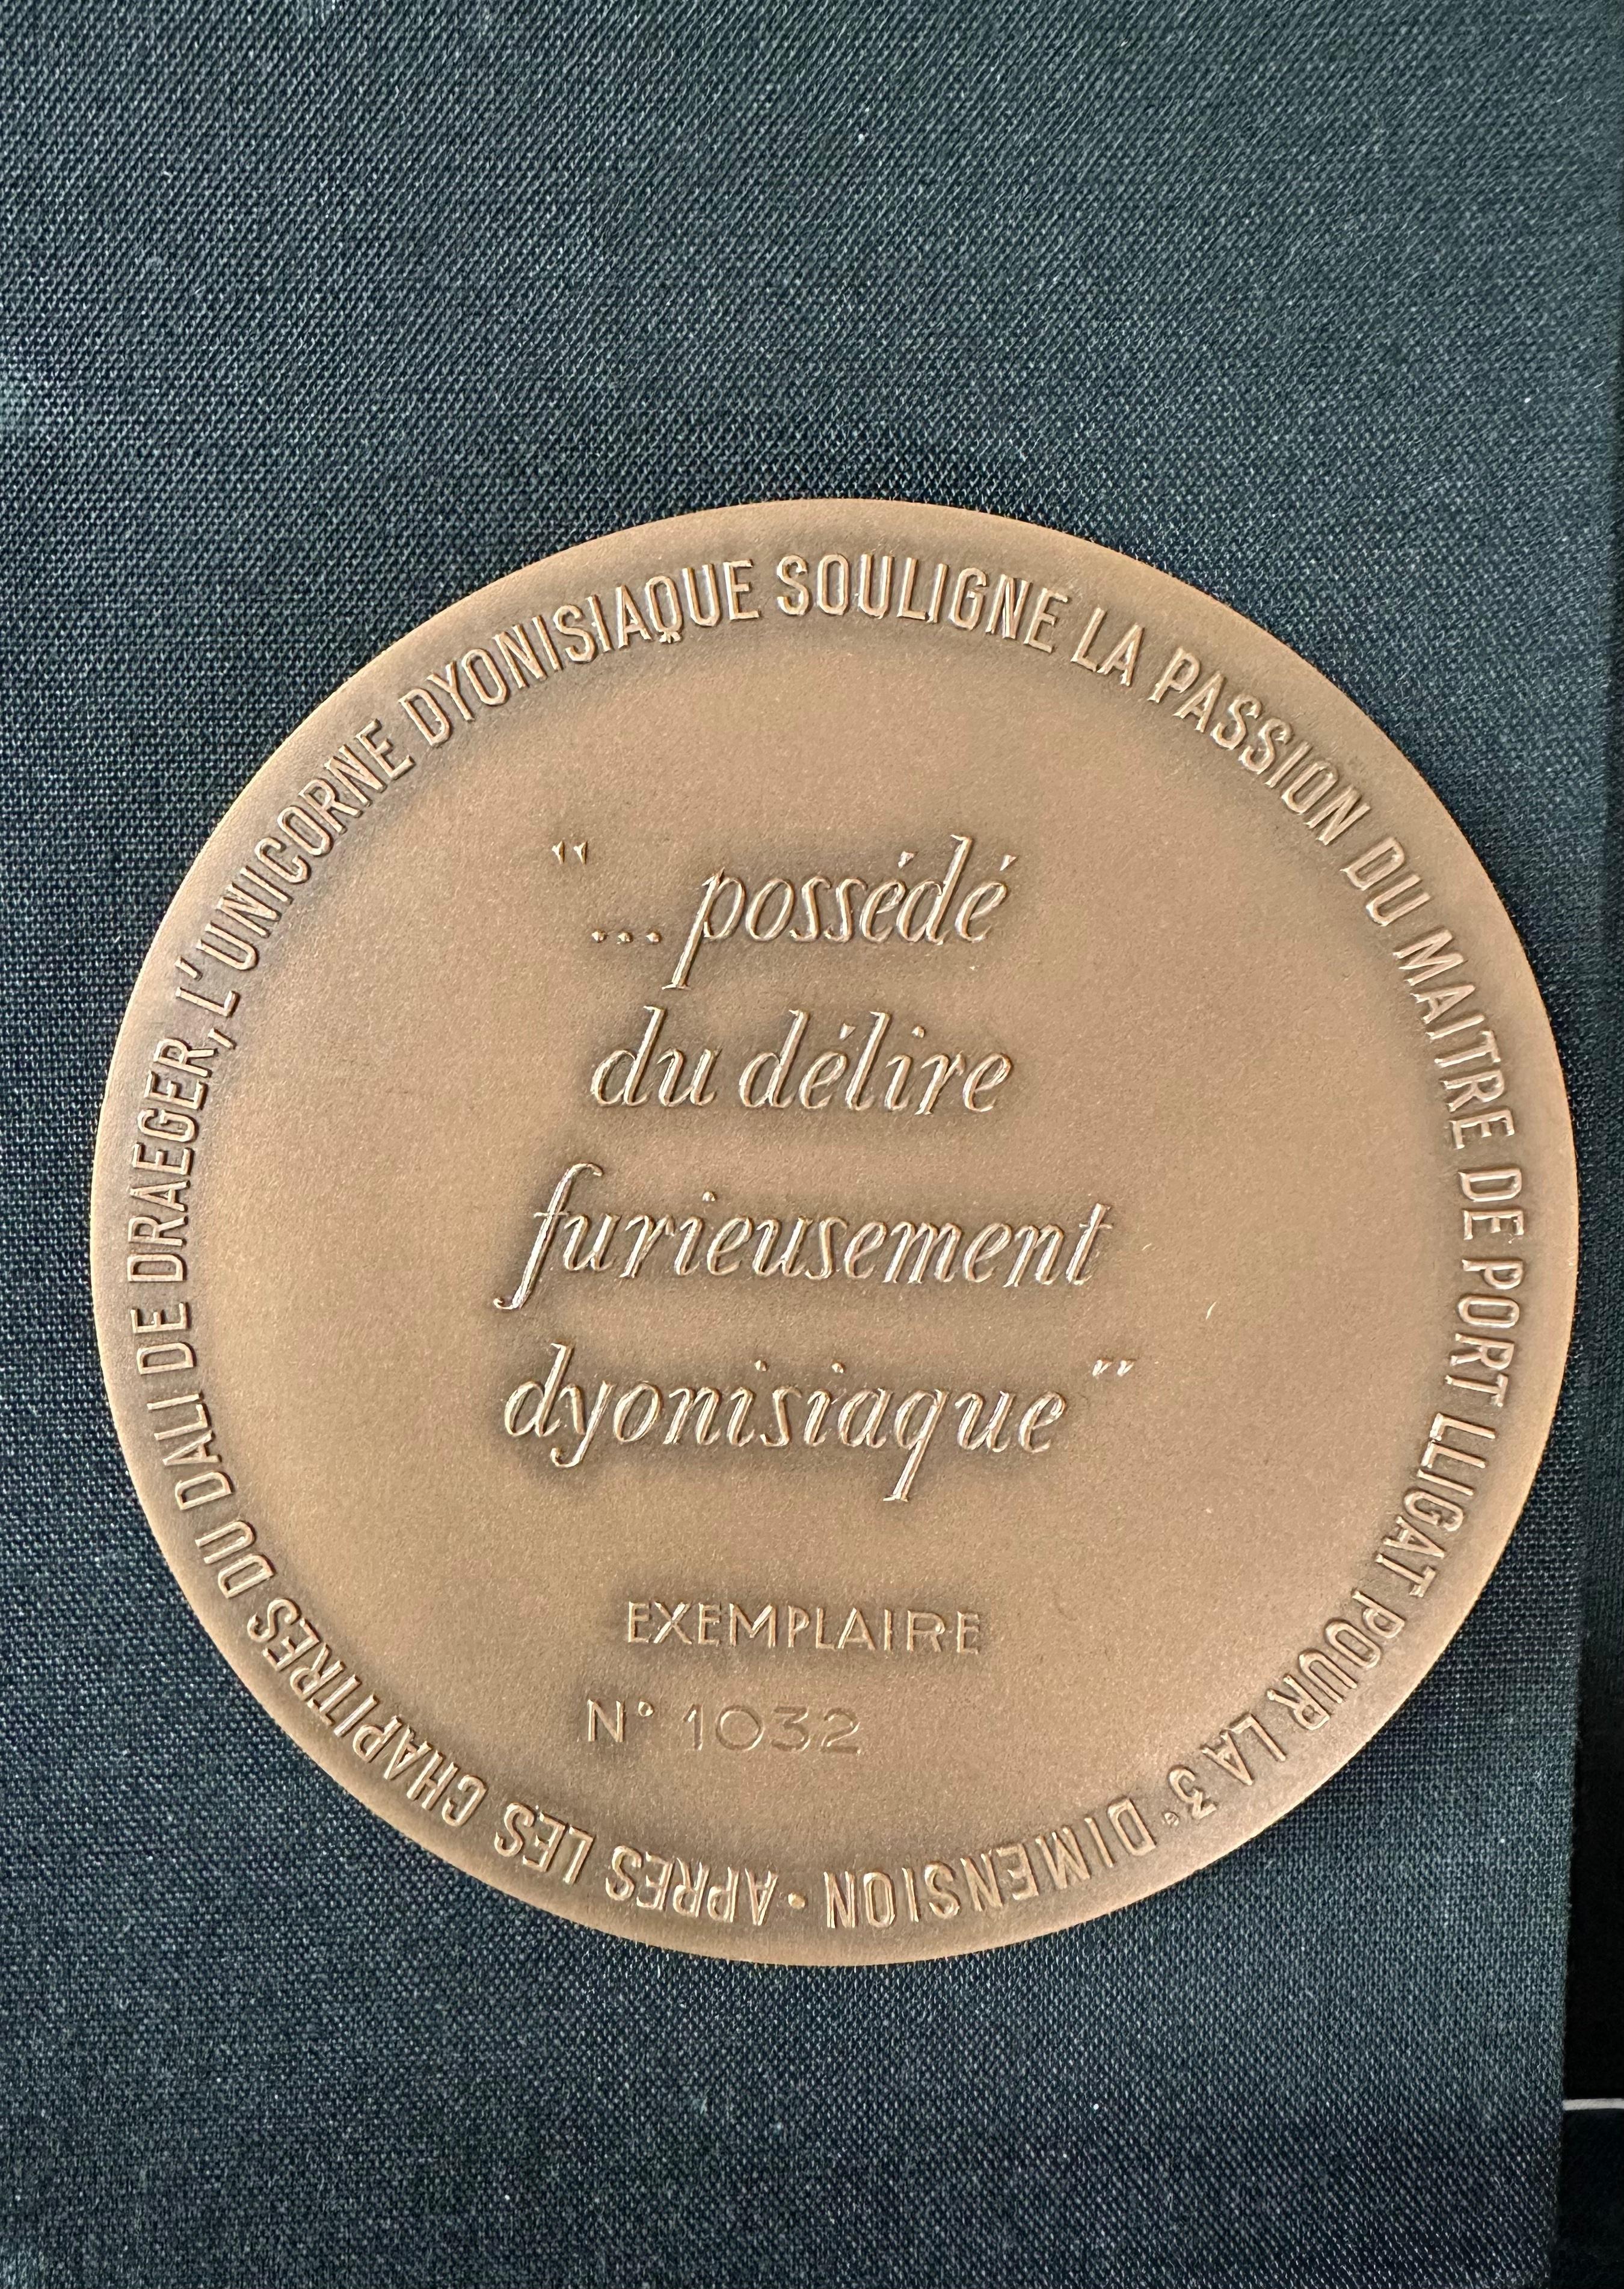 APRES LES CHAPITRES DU DALI DE DRAEGER, L'UNICORNE DYONISIAQUE SOULIGNE LA PASSION DU MAITRE DE PORT LLIGAT POUR LA 3e DIMENSION •
"... possédé
du délire
furieusement
dyonisiaque"
EXEMPLAIRE
N° 1032